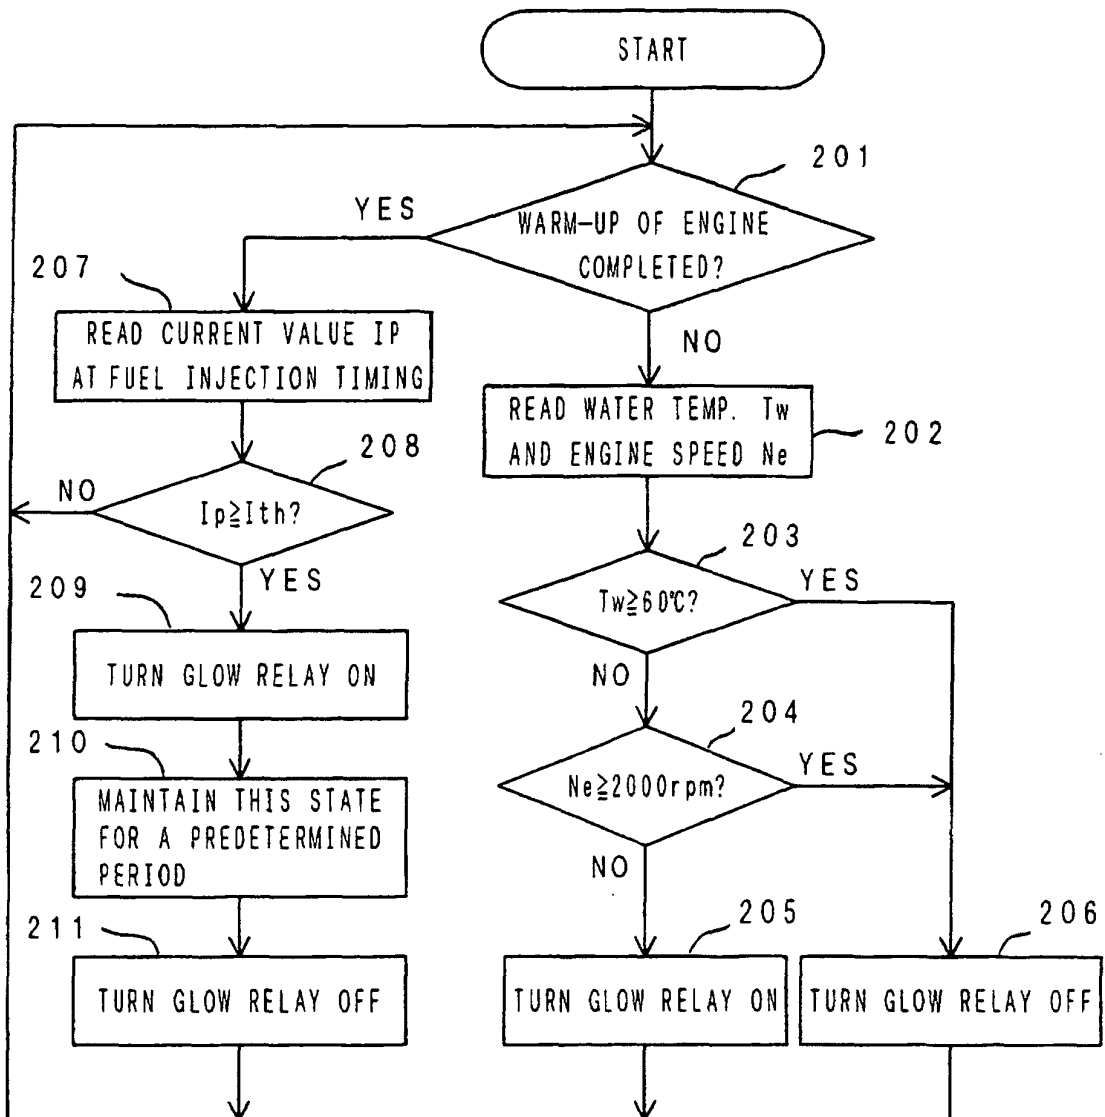 START
201
YES
WARM-UP OF ENGINE
COMPLETED?
207
NO
READ CURRENT VALUE IP
AT FUEL INJECTION TIMING
READ WATER TEMP. Tw
AND ENGINE SPEED Ne
202
208
NO
Ip≧Ith?
YES
203
Tw≧60℃?
YES
NO
209
TURN GLOW RELAY ON
204
Ne≧2000rpm?
YES
NO
210
MAINTAIN THIS STATE
FOR A PREDETERMINED
PERIOD
211
TURN GLOW RELAY OFF
205
TURN GLOW RELAY ON
206
TURN GLOW RELAY OFF